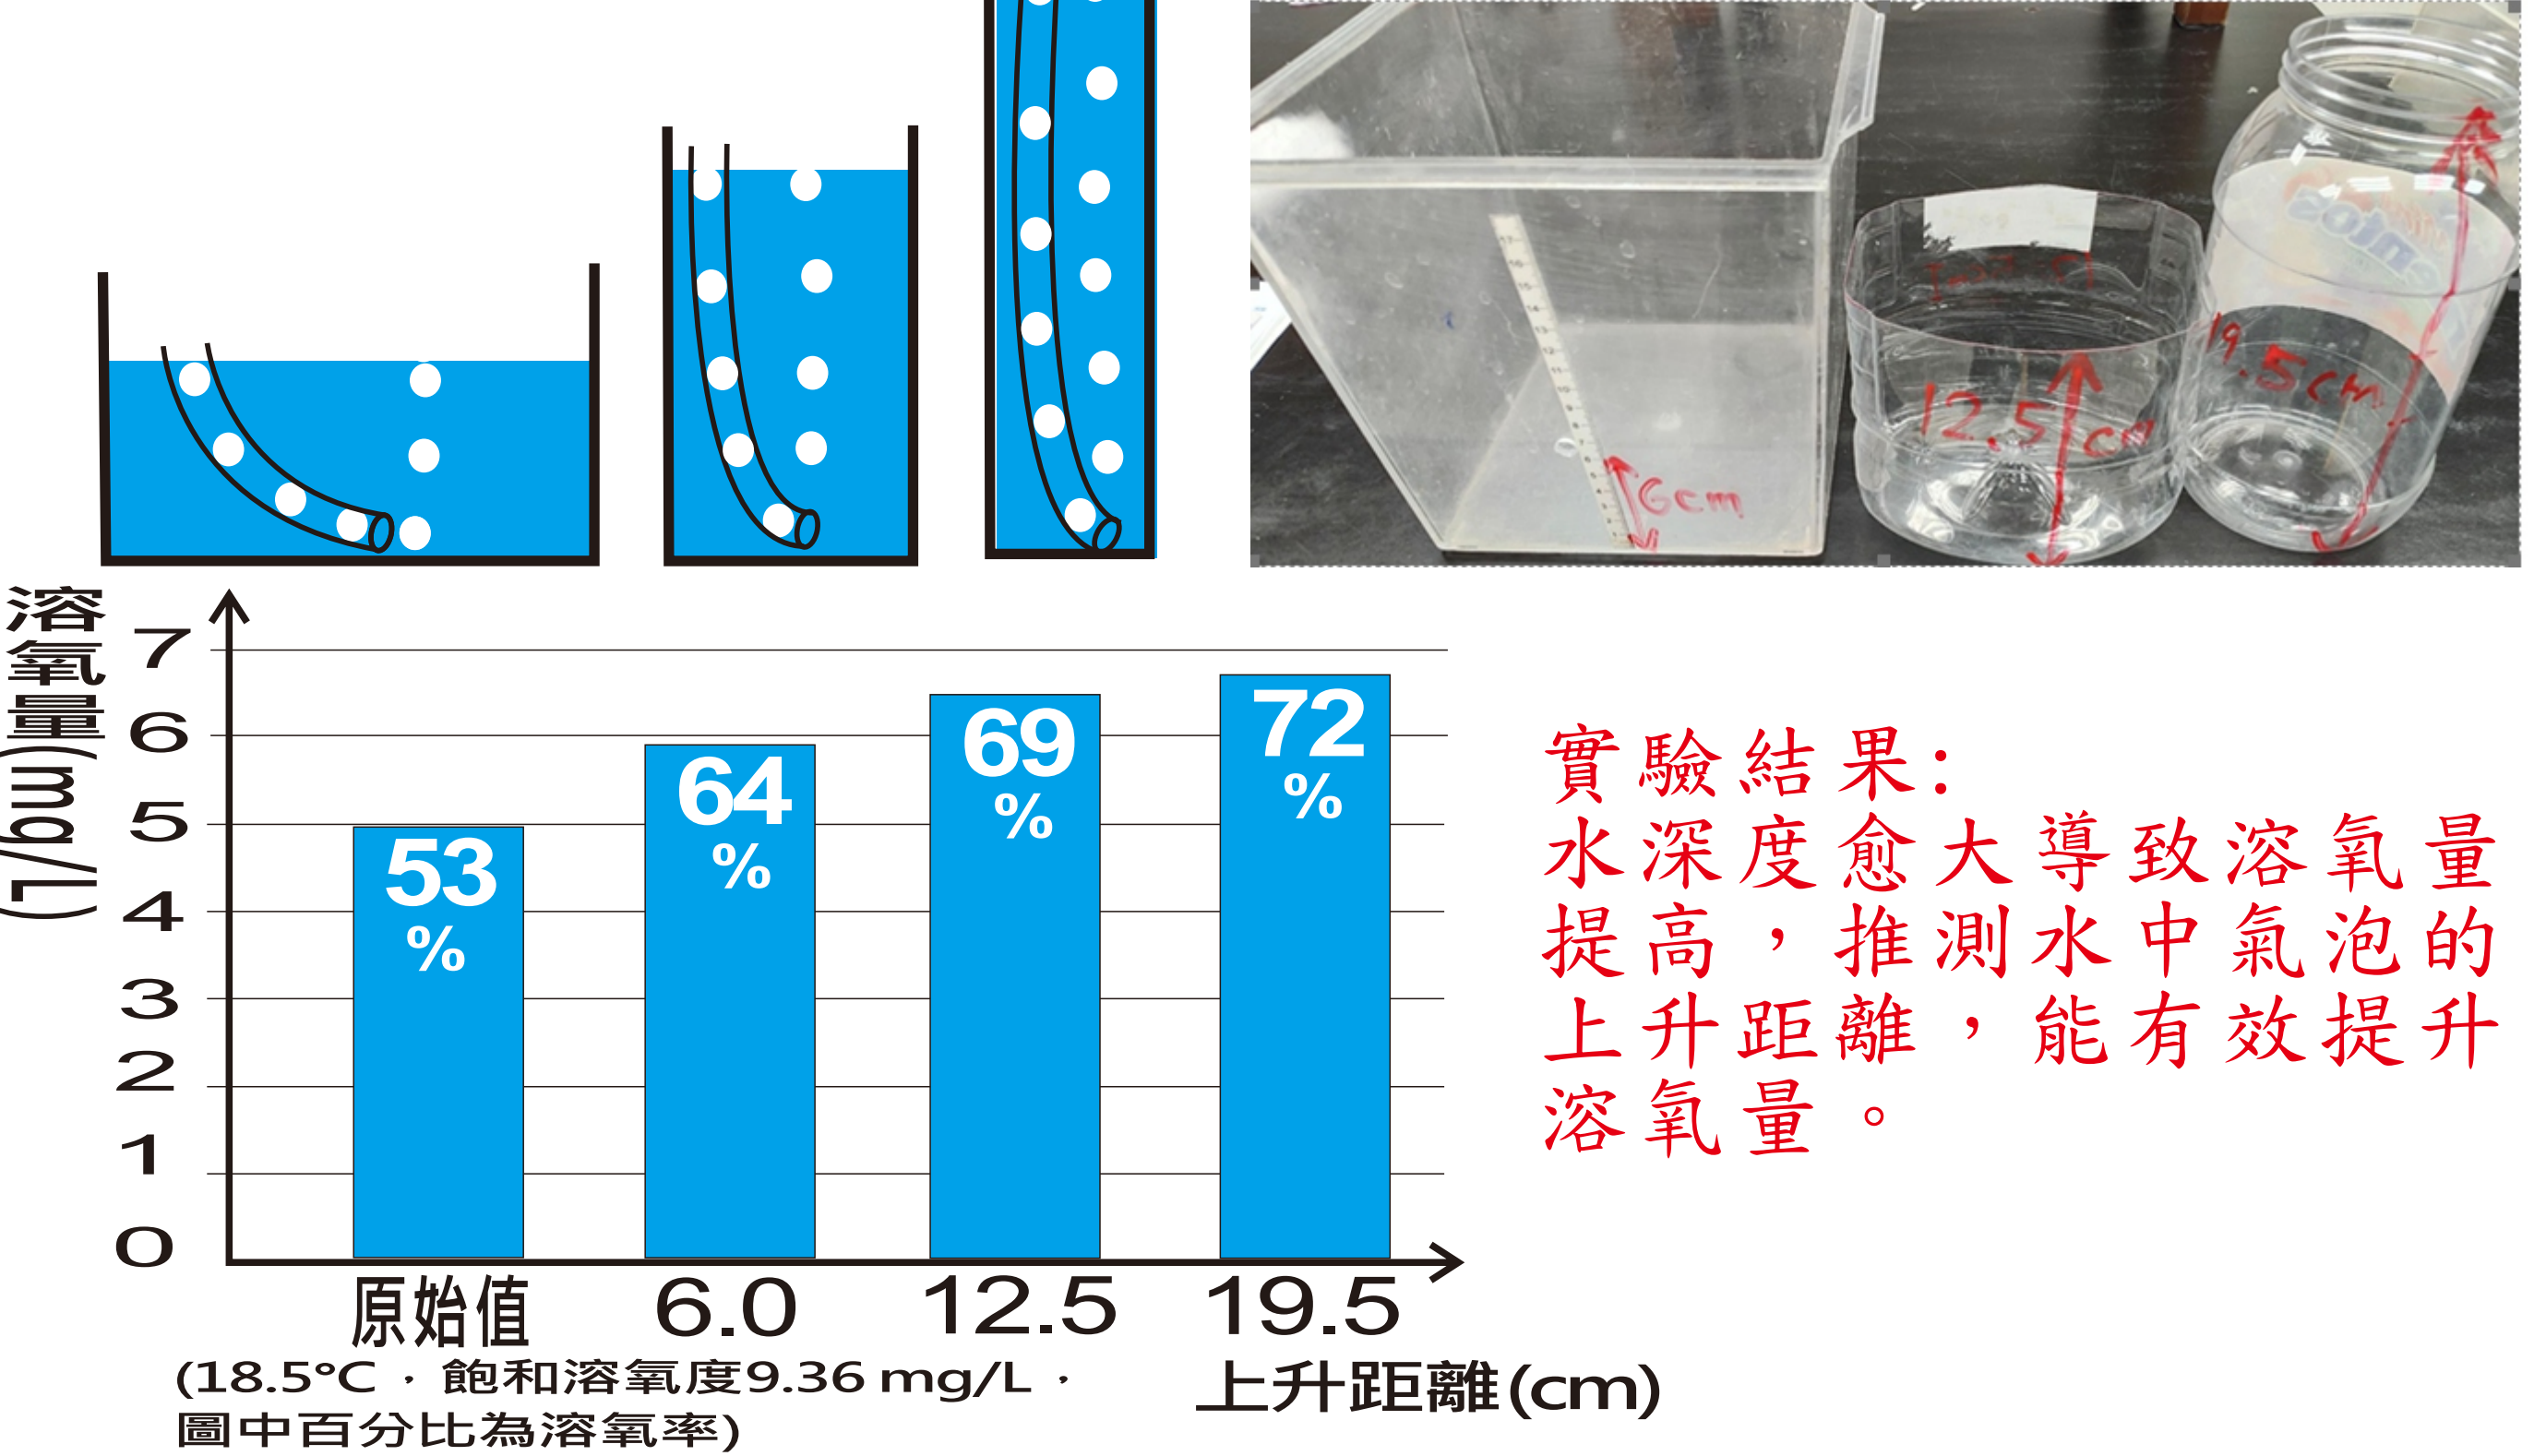 6cm
12.5 cm
19.5cm
溶氧量(mg/L)
7
6
5
4
3
2
1
0
53%
64%
69%
72%
原始值 6.0 12.5 19.5
上升距離(cm)
(18.5°C，飽和溶氧度9.36 mg/L，
圖中百分比為溶氧率)
實驗結果:
水深度愈大導致溶氧量
提高，推測水中氣泡的
上升距離，能有效提升
溶氧量。